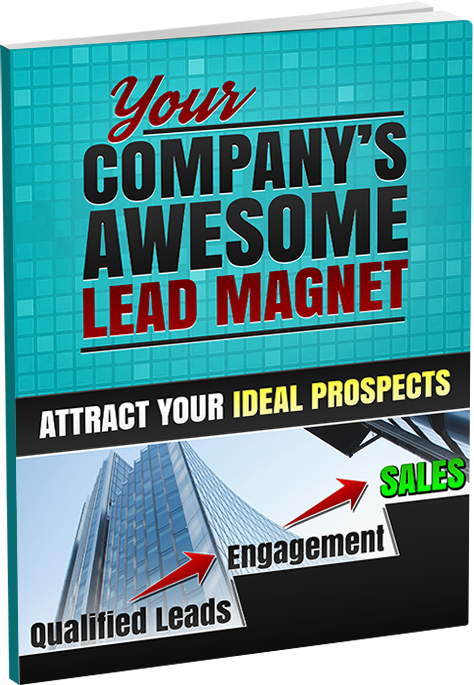 Your
COMPANY'S
AWESOME
LEAD MAGNET
ATTRACT YOUR IDEAL PROSPECTS
SALES
Engagement
Qualified Leads